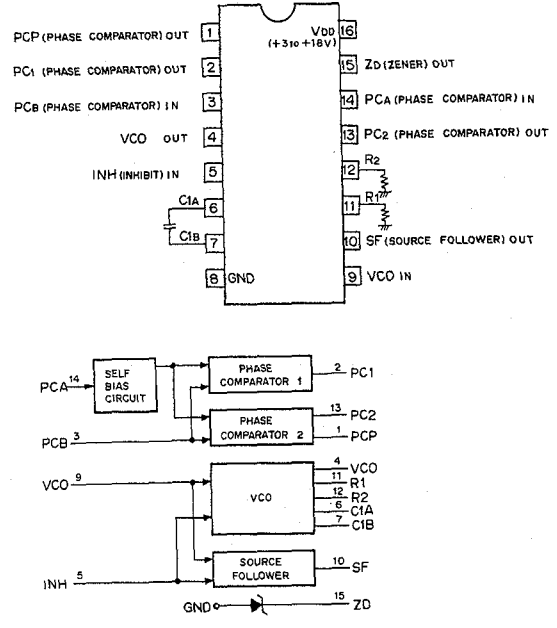 PCP (PHASE COMPARATOR) OUT 1
PC1 (PHASE COMPARATOR) OUT 2
PCB (PHASE COMPARATOR) IN 3
VCO OUT 4
INH (INHIBIT) IN 5
C1A 6
C1B 7
8 GND
VDD 16
(+3 TO +18V)
15 ZD (ZENER) OUT
14 PCA (PHASE COMPARATOR) IN
13 PC2 (PHASE COMPARATOR) OUT
12 R2
11 R1
10 SF (SOURCE FOLLOWER) OUT
9 VCO IN
PCA 14
SELF
BIAS
CIRCUIT
PHASE
COMPARATOR 1
2 PC1
PCB 3
PHASE
COMPARATOR 2
13 PC2
1 PCP
VCO 9
VCO
4 VCO
11 R1
12 R2
6 C1A
7 C1B
INH 5
SOURCE
FOLLOWER
10 SF
GND
15 ZD